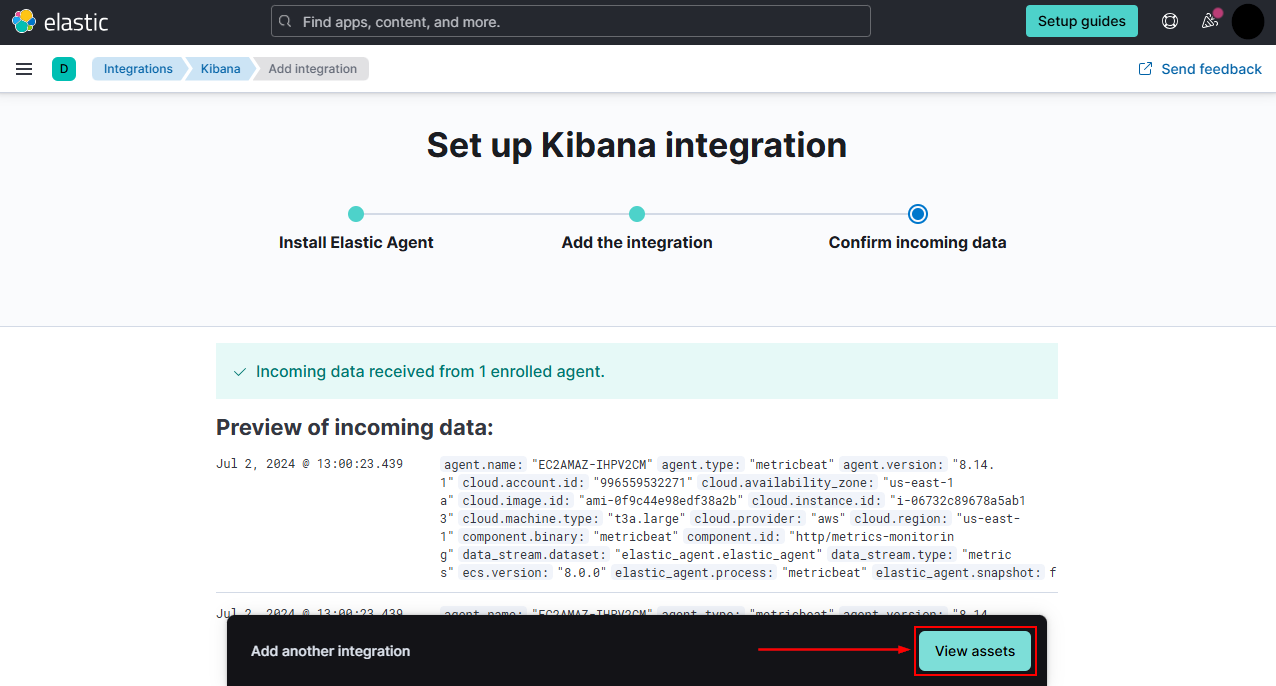 elastic
Find apps, content, and more.
Setup guides
D
Integrations
Kibana
Add integration
Send feedback
Set up Kibana integration
Install Elastic Agent
Add the integration
Confirm incoming data
Incoming data received from 1 enrolled agent.
Preview of incoming data:
Jul 2, 2024 @ 13:00:23.439
agent.name: "EC2AMAZ-IHPV2CM" agent.type: "metricbeat" agent.version: "8.14.
1" cloud.account.id: "996559532271" cloud.availability_zone: "us-east-1
a" cloud.image.id: "ami-0f9c44e98edf38a2b" cloud.instance.id: "i-06732c89678a5ab1
3" cloud.machine.type: "t3a.large" cloud.provider: "aws" cloud.region: "us-east-
1" component.binary: "metricbeat" component.id: "http/metrics-monitorin
g" data_stream.dataset: "elastic_agent.elastic_agent" data_stream.type: "metric
s" ecs.version: "8.0.0" elastic_agent.process: "metricbeat" elastic_agent.snapshot: f
Jul 2, 2024 @ 13:00:23.439
agent.name: "EC2AMAZ-IHPV2CM" agent.type: "metricbeat" agent.version: "8.14.
Add another integration
View assets